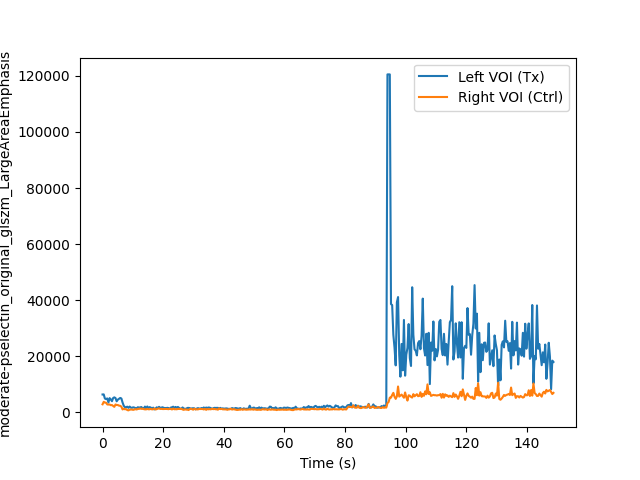 120000
100000
80000
60000
40000
20000
0
0 20 40 60 80 100 120 140
Time (s)
moderate-pselectin_original_glszm_LargeAreaEmphasis
Left VOI (Tx)
Right VOI (Ctrl)